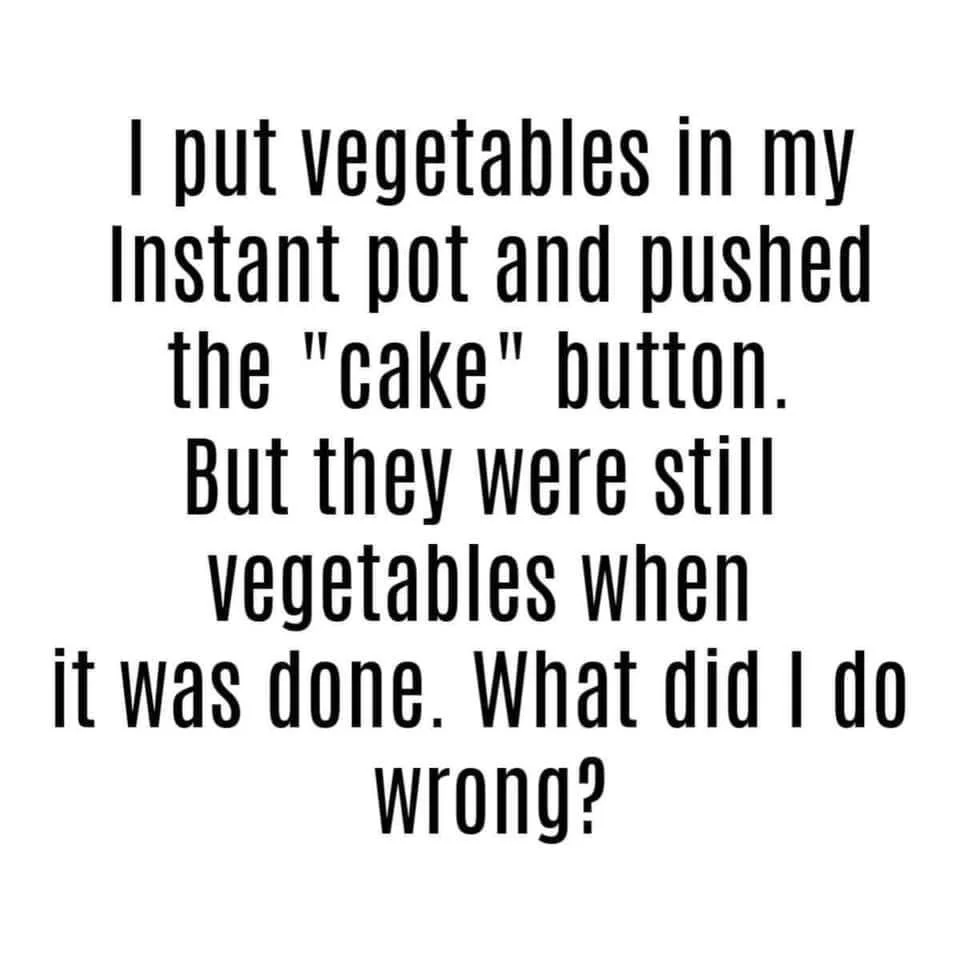 I put vegetables in my
Instant pot and pushed
the "cake" button.
But they were still
vegetables when
it was done. What did I do
wrong?